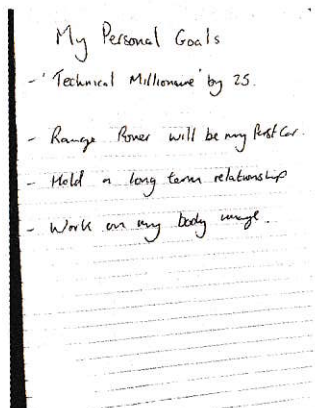 My Personal Goals
- 'Technical Millionaire' by 25.
- Range Rover will be my first Car.
- Hold a long term relationship
- Work on my body image.